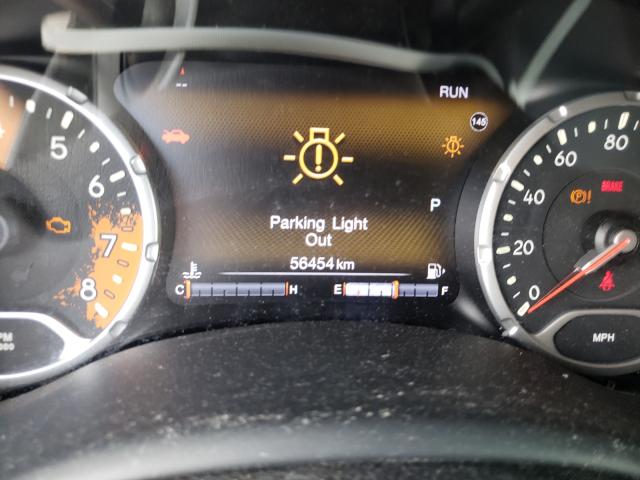 RUN
145
80
60
40
20
0
BRAKE
P
5
6
7
8
P
Parking Light
Out
56454 km
C H E F
MPH